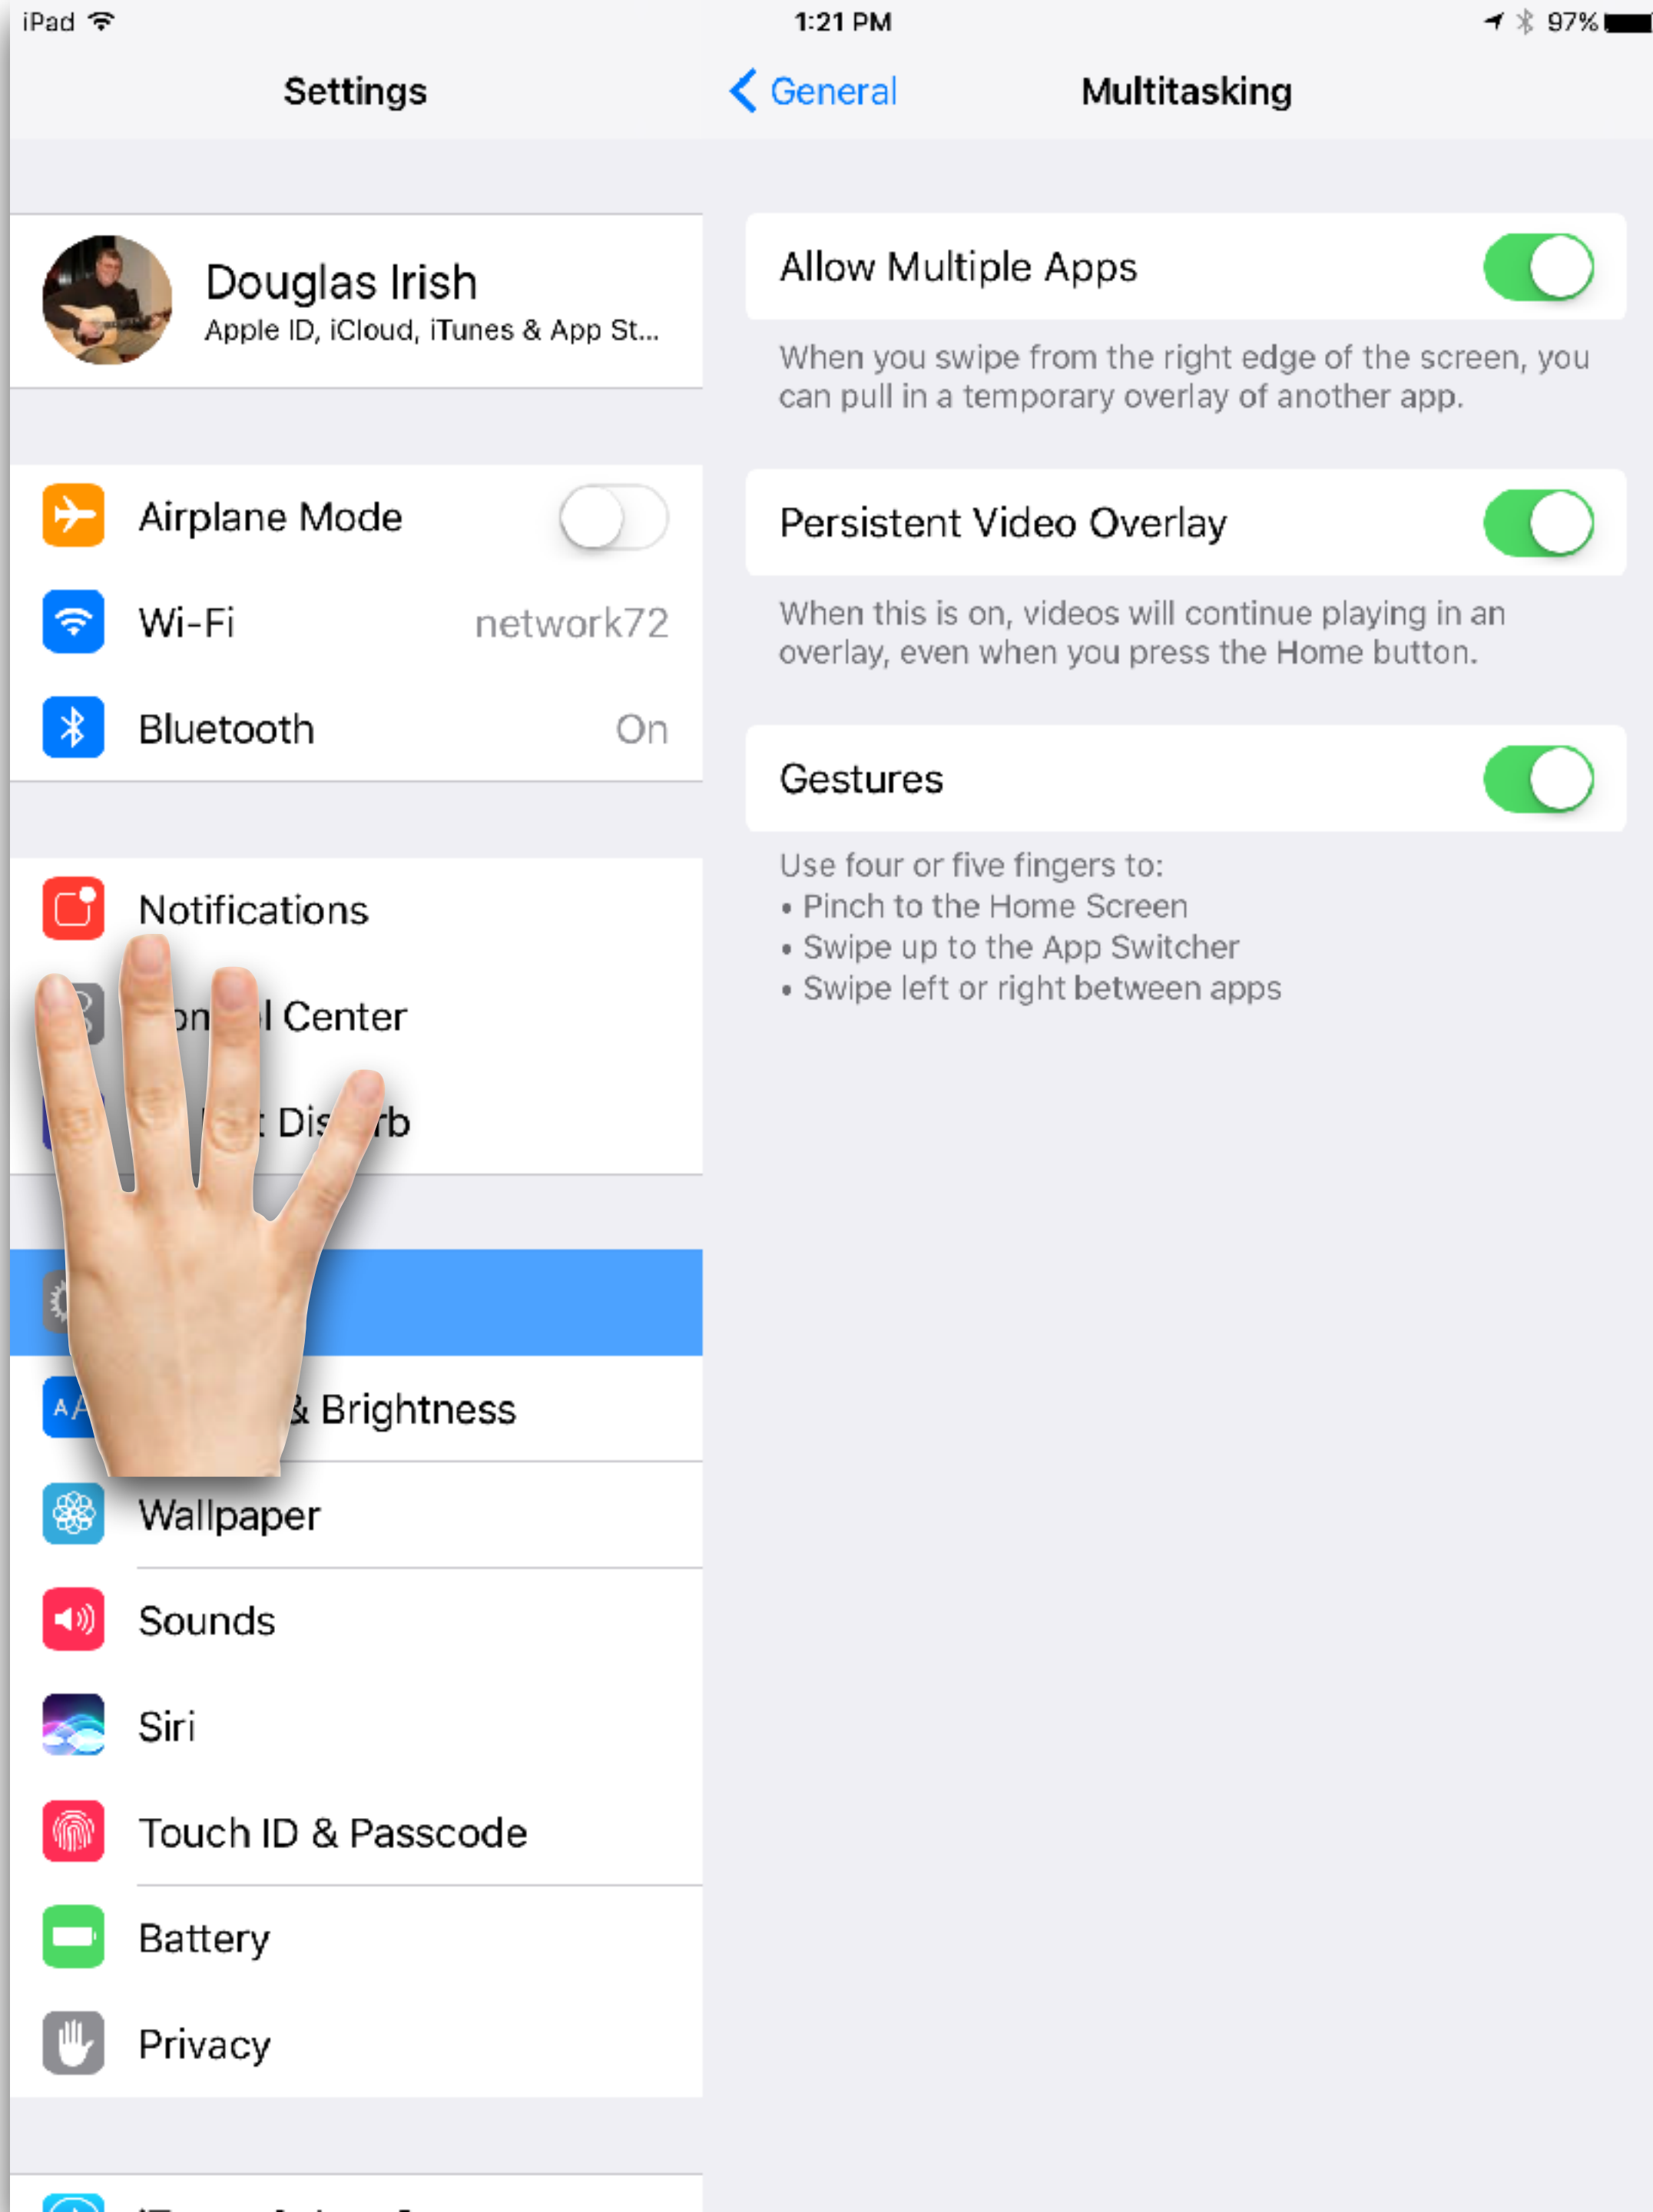 iPad
1:21 PM
97%
Settings
General
Multitasking
Douglas Irish
Apple ID, iCloud, iTunes & App St...
Airplane Mode
Wi-Fi
network72
Bluetooth
On
Notifications
Center
& Brightness
Wallpaper
Sounds
Siri
Touch ID & Passcode
Battery
Privacy
Allow Multiple Apps
When you swipe from the right edge of the screen, you
can pull in a temporary overlay of another app.
Persistent Video Overlay
When this is on, videos will continue playing in an
overlay, even when you press the Home button.
Gestures
Use four or five fingers to:
• Pinch to the Home Screen
• Swipe up to the App Switcher
• Swipe left or right between apps